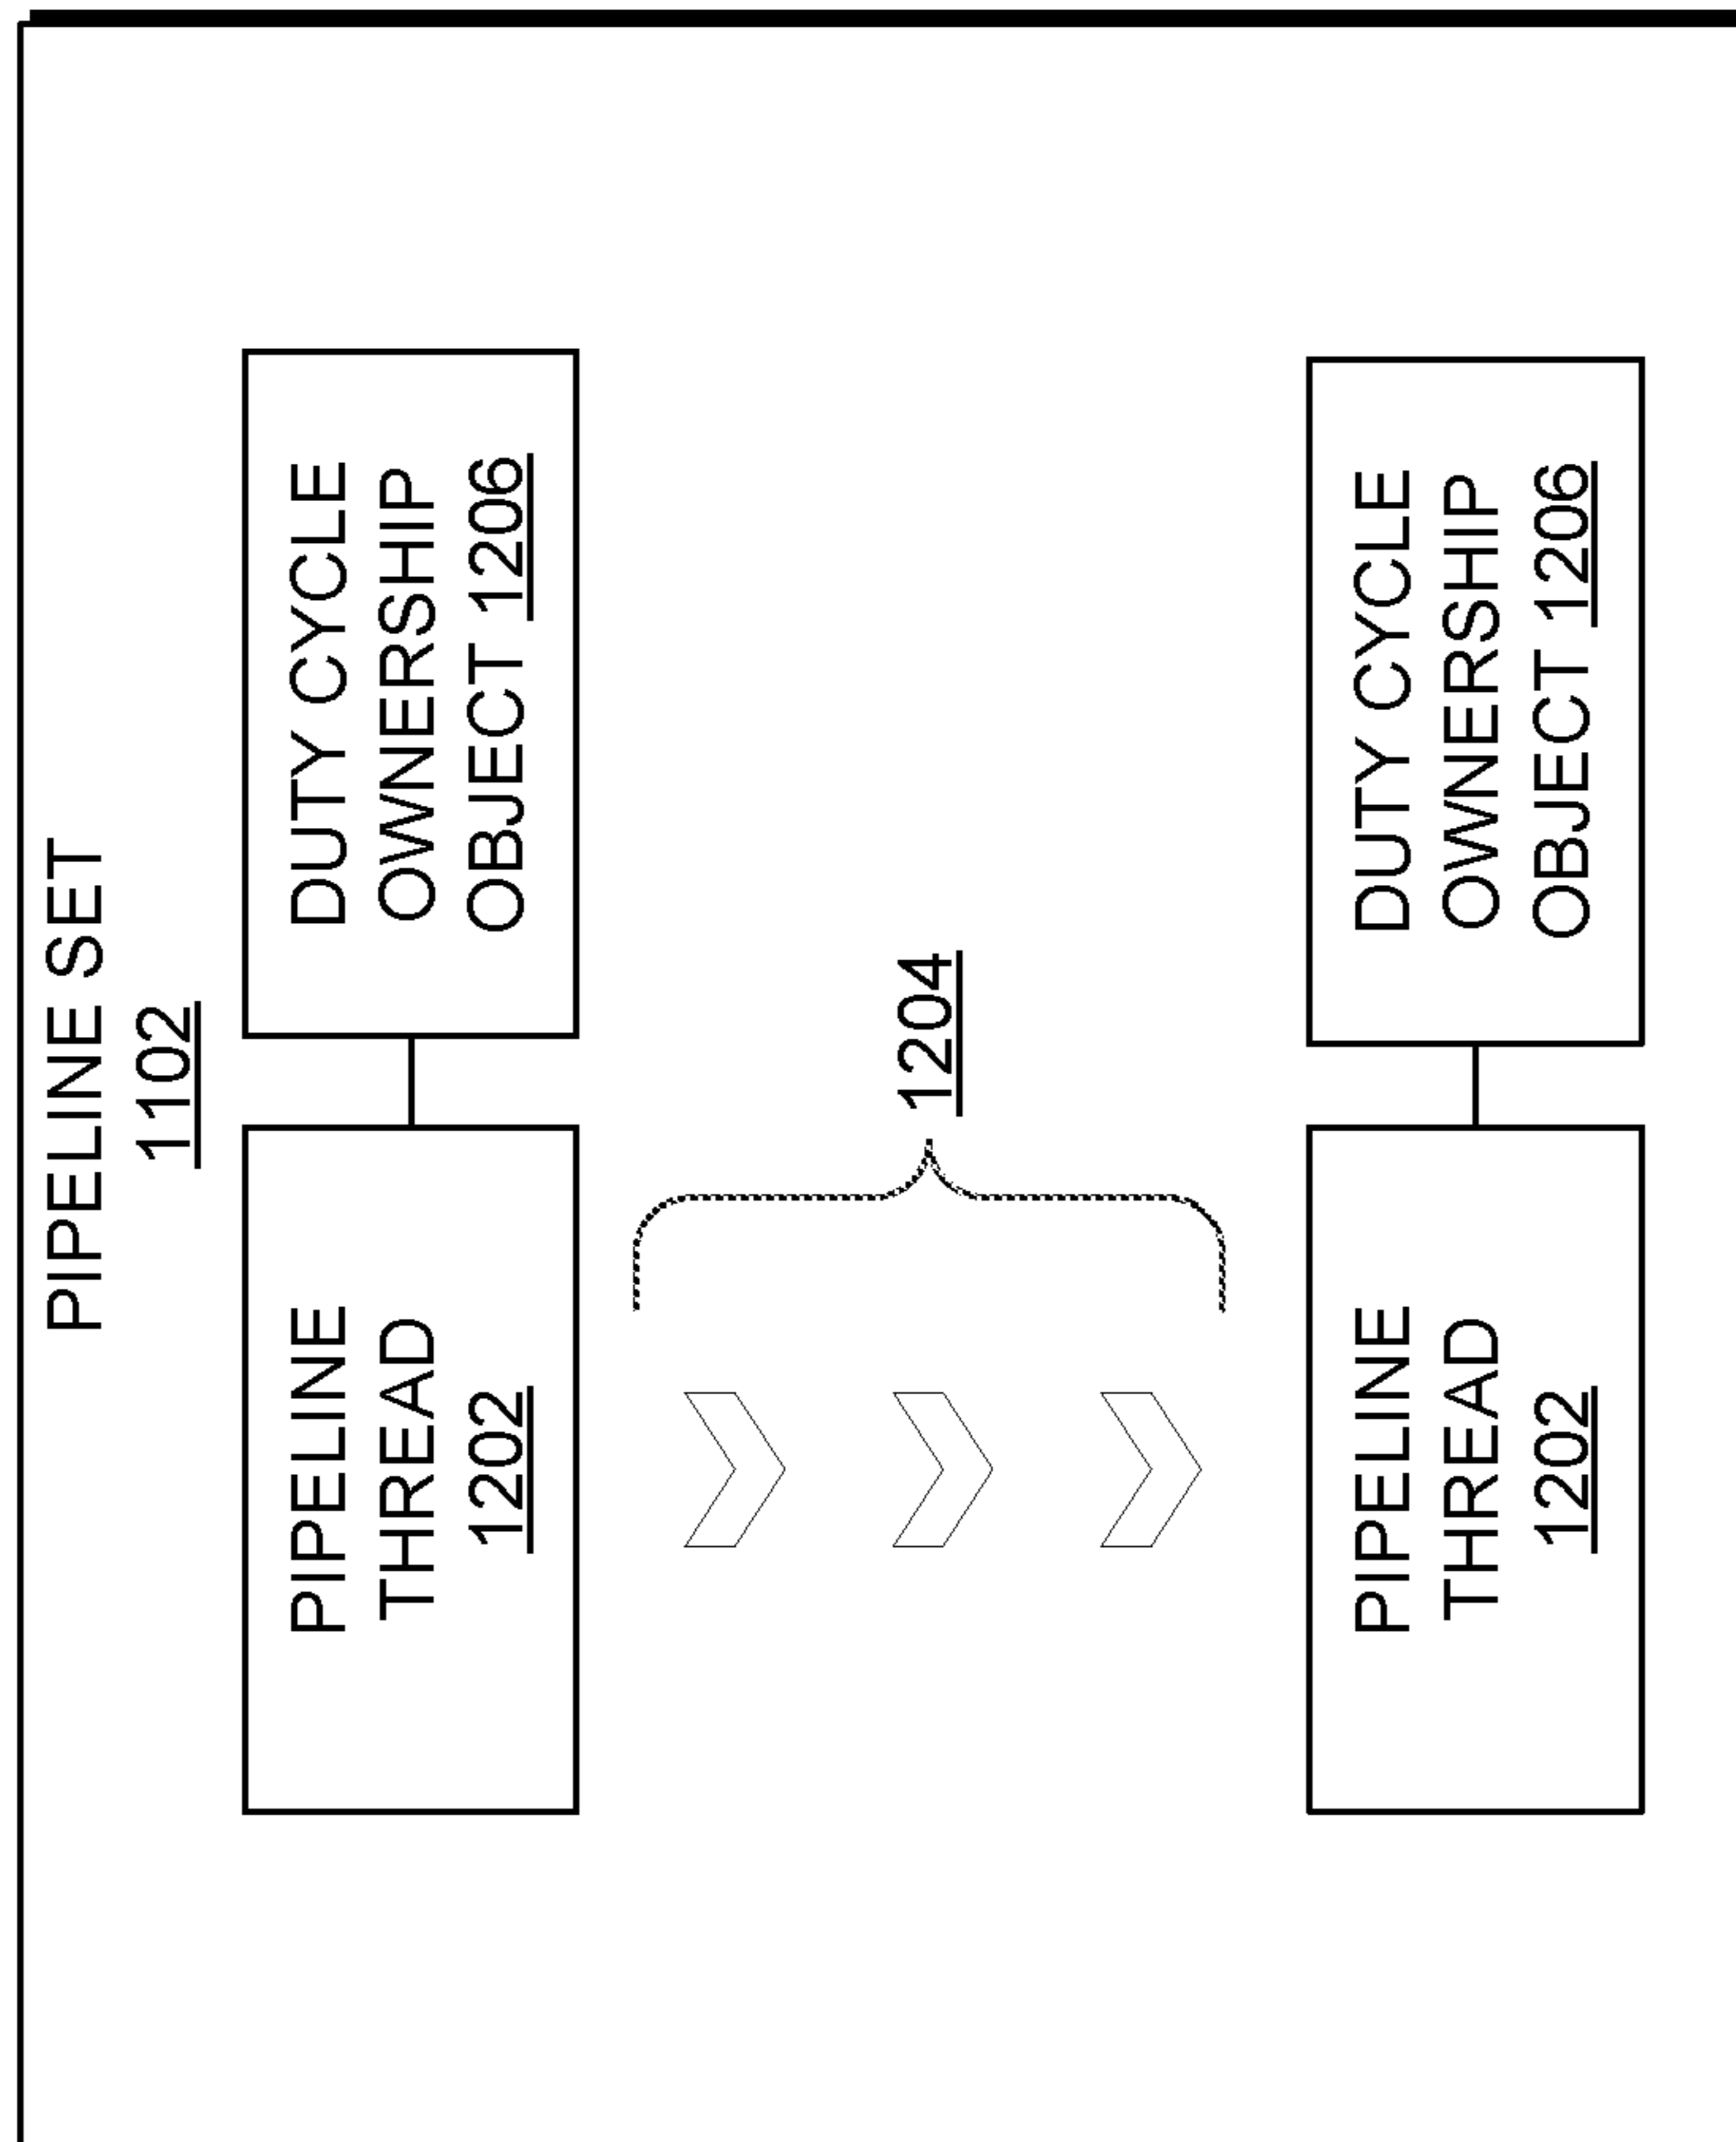 PIPELINE SET
1102
PIPELINE
THREAD
1202
DUTY CYCLE
OWNERSHIP
OBJECT 1206
1204
PIPELINE
THREAD
1202
DUTY CYCLE
OWNERSHIP
OBJECT 1206